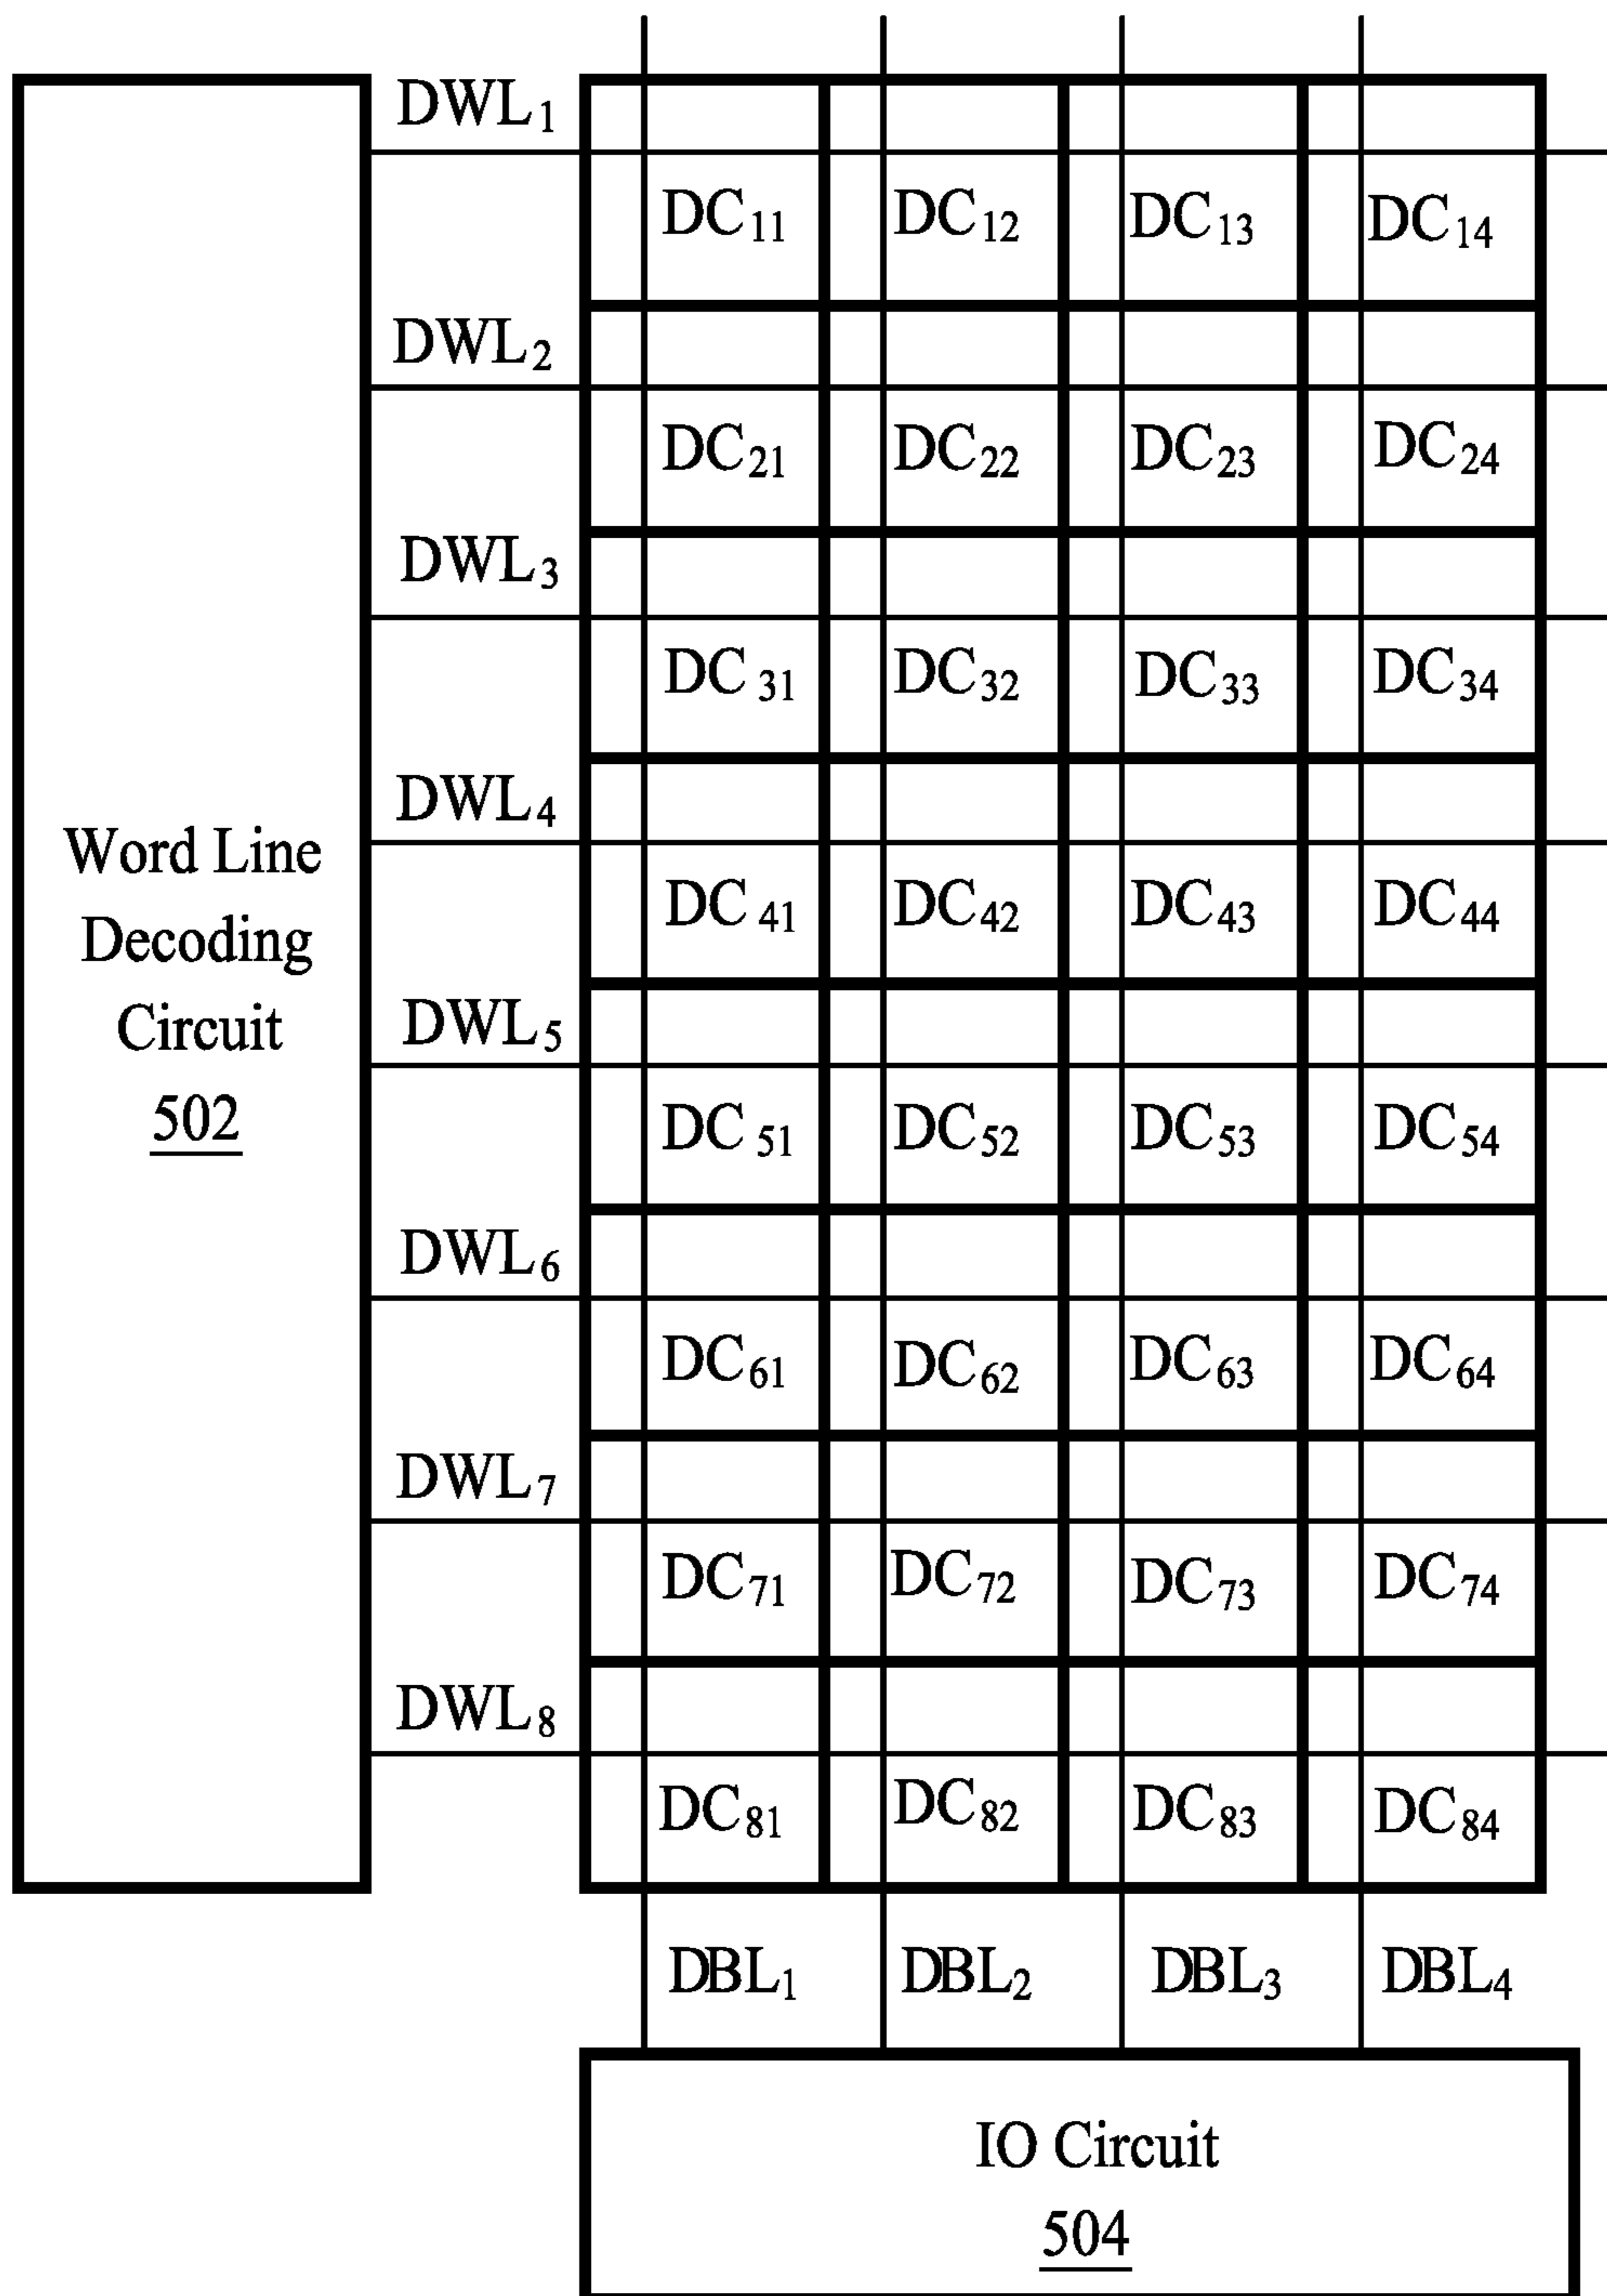 DWL1
DC11 DC12 DC13 DC14
DWL2
DC21 DC22 DC23 DC24
DWL3
DC31 DC32 DC33 DC34
DWL4
Word Line
Decoding
Circuit
502
DC41 DC42 DC43 DC44
DWL5
DC51 DC52 DC53 DC54
DWL6
DC61 DC62 DC63 DC64
DWL7
DC71 DC72 DC73 DC74
DWL8
DC81 DC82 DC83 DC84
DBL1 DBL2 DBL3 DBL4
IO Circuit
504